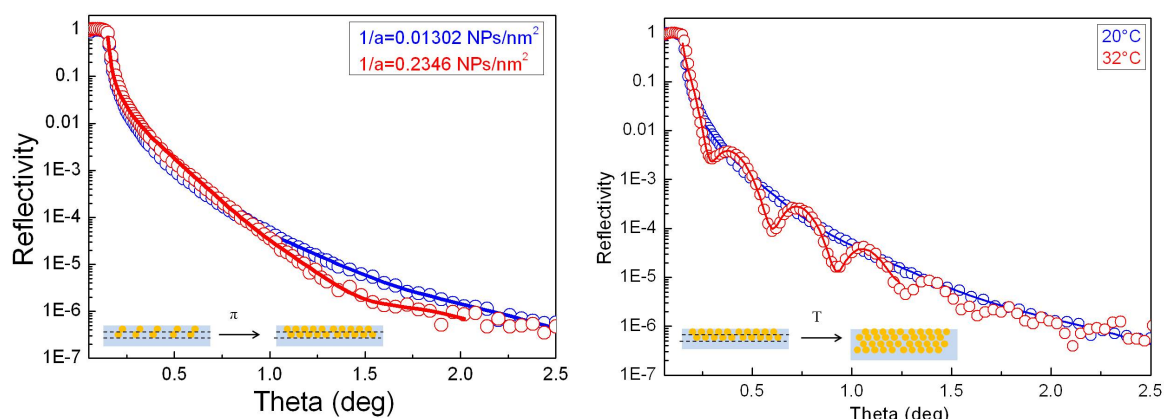 1
0.1
0.01
1E-3
1E-4
1E-5
1E-6
1E-7
Reflectivity
1/a=0.01302 NPs/nm²
1/a=0.2346 NPs/nm²
π
0.5
1.0
1.5
2.0
2.5
Theta (deg)
1
0.1
0.01
1E-3
1E-4
1E-5
1E-6
1E-7
Reflectivity
20°C
32°C
T
0.5
1.0
1.5
2.0
2.5
Theta (deg)